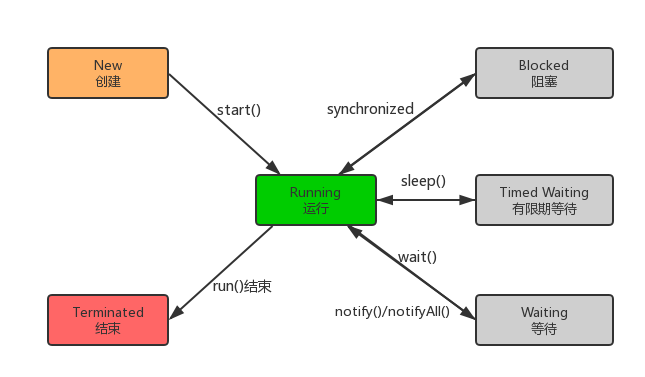 New
创建
Blocked
阻塞
start()
synchronized
sleep()
Running
运行
Timed Waiting
有限期等待
wait()
run()结束
notify()/notifyAll()
Terminated
结束
Waiting
等待